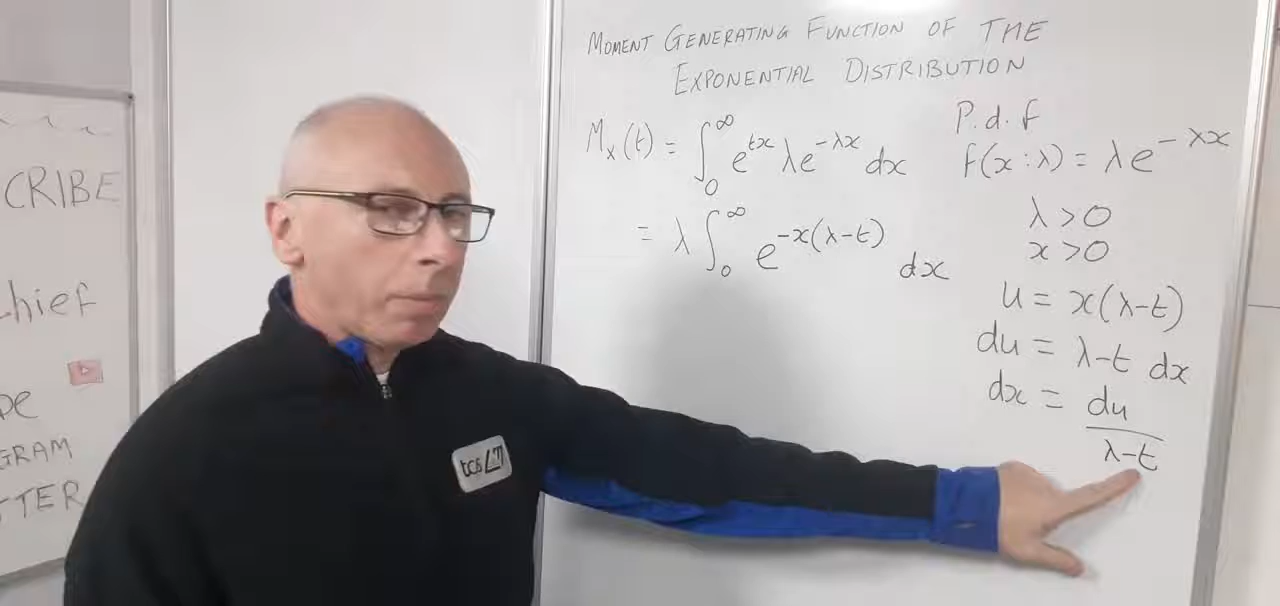 MOMENT GENERATING FUNCTION OF THE
EXPONENTIAL DISTRIBUTION
Mx(t) = ∫₀^∞ e^{tx} λe^{-λx} dx
= λ ∫₀^∞ e^{-x(λ-t)} dx
P.d.f
f(x:λ) = λe^{-λx}
λ>0
x>0
u = x(λ-t)
du = λ-t dx
dx = du/(λ-t)
CRIBE
hief
pe
GRAM
TTER